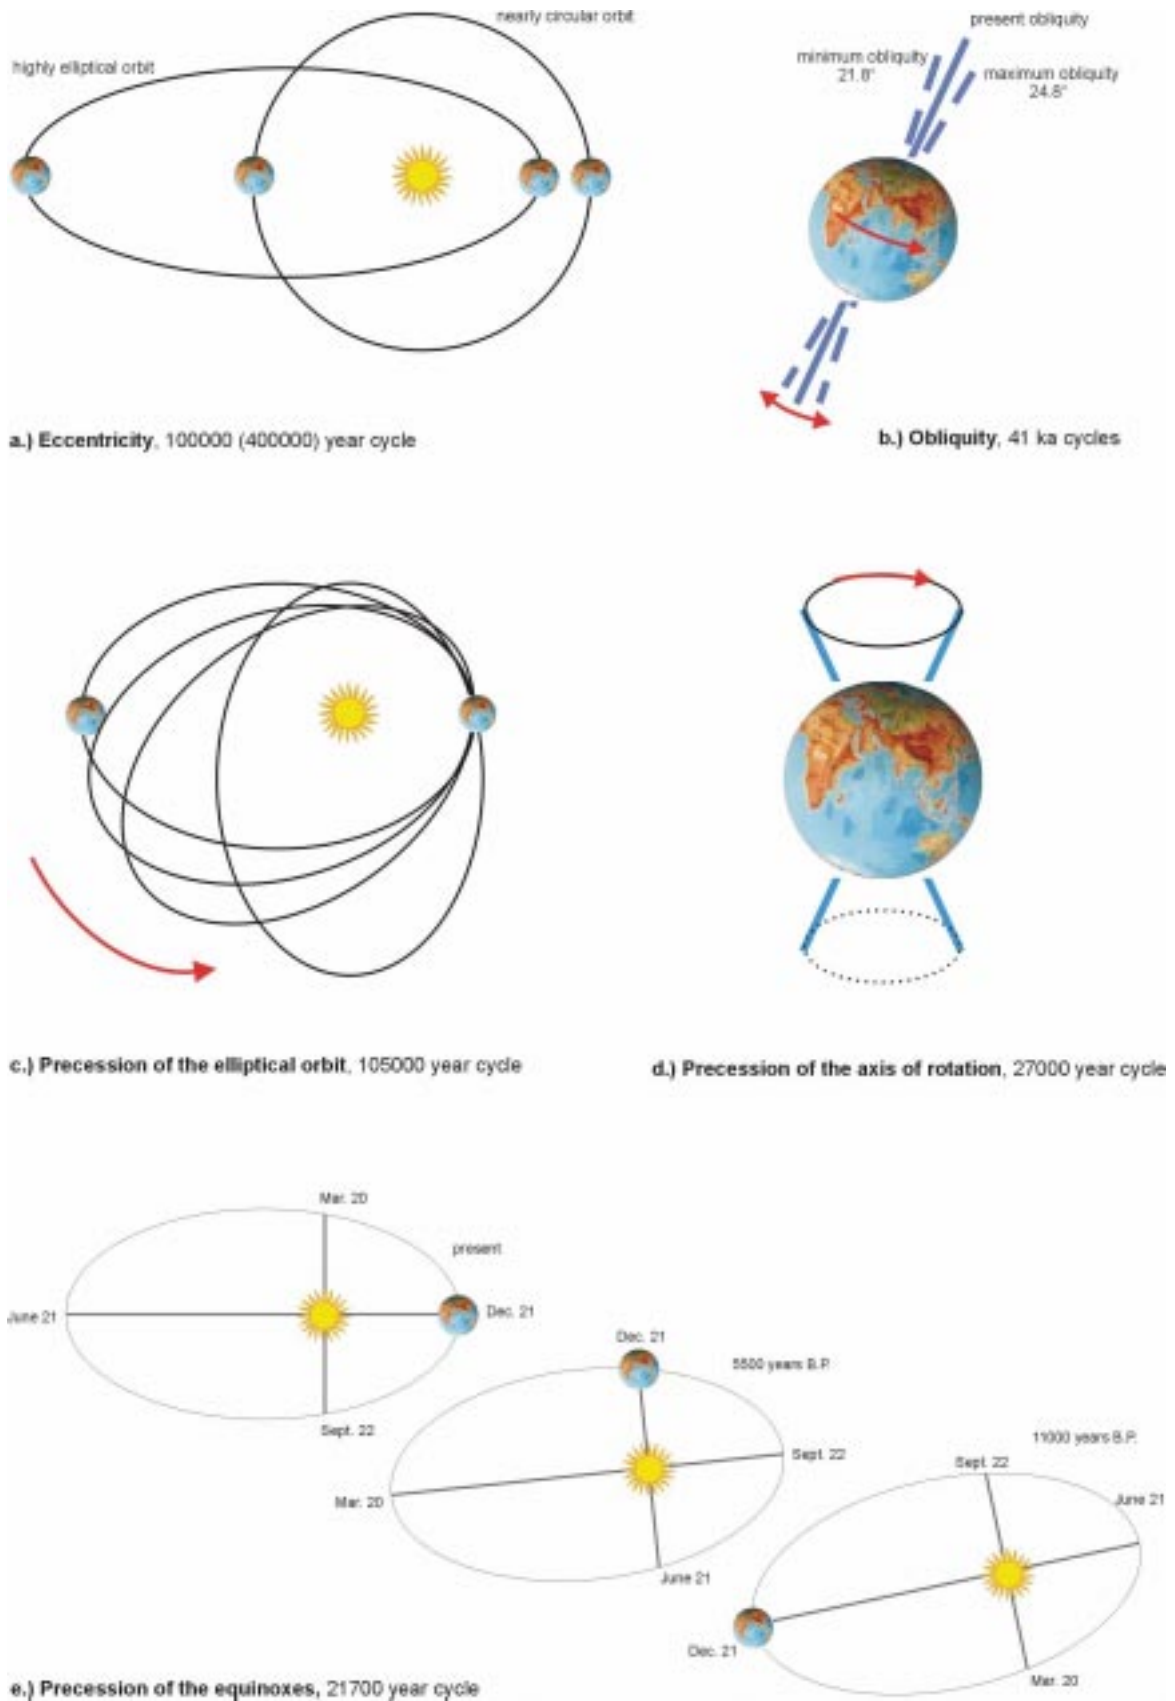 nearly circular orbit
highly elliptical orbit
a.) Eccentricity, 100000 (400000) year cycle
present obliquity
minimum obliquity
21.8°
maximum obliquity
24.8°
b.) Obliquity, 41 ka cycles
c.) Precession of the elliptical orbit, 105000 year cycle
d.) Precession of the axis of rotation, 27000 year cycle
Mar. 20
present
June 21
Dec. 21
Sept. 22
Dec. 21
5500 years B.P.
Sept. 22
Mar. 20
June 21
11000 years B.P.
Sept. 22
June 21
Dec. 21
Mar. 20
e.) Precession of the equinoxes, 21700 year cycle